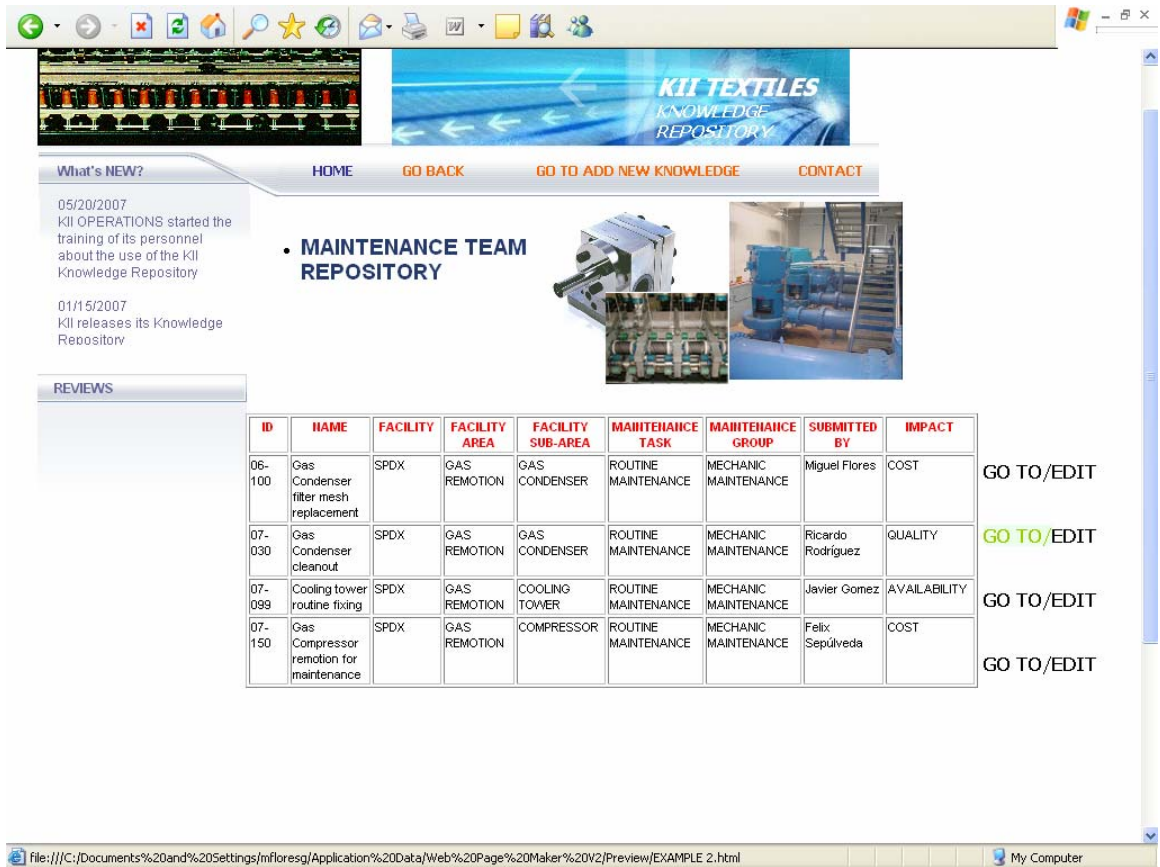 KII TEXTILES
KNOWLEDGE
REPOSITORY
What's NEW?
HOME
GO BACK
GO TO ADD NEW KNOWLEDGE
CONTACT
05/20/2007
KII OPERATIONS started the
training of its personnel
about the use of the KII
Knowledge Repository
01/15/2007
KII releases its Knowledge
Repository
REVIEWS
• MAINTENANCE TEAM
REPOSITORY
ID NAME FACILITY FACILITY AREA FACILITY SUB-AREA MAINTENANCE TASK MAINTENANCE GROUP SUBMITTED BY IMPACT
06-100 Gas Condenser filter mesh replacement SPDX GAS REMOTION GAS CONDENSER ROUTINE MAINTENANCE MECHANIC MAINTENANCE Miguel Flores COST GO TO/EDIT
07-030 Gas Condenser cleanout SPDX GAS REMOTION GAS CONDENSER ROUTINE MAINTENANCE MECHANIC MAINTENANCE Ricardo Rodríguez QUALITY GO TO/EDIT
07-099 Cooling tower routine fixing SPDX GAS REMOTION COOLING TOWER ROUTINE MAINTENANCE MECHANIC MAINTENANCE Javier Gomez AVAILABILITY GO TO/EDIT
07-150 Gas Compressor remotion for maintenance SPDX GAS REMOTION COMPRESSOR ROUTINE MAINTENANCE MECHANIC MAINTENANCE Felix Sepúlveda COST GO TO/EDIT
file:///C:/Documents%20and%20Settings/mfloresg/Application%20Data/Web%20Page%20Maker%20V2/Preview/EXAMPLE 2.html
My Computer